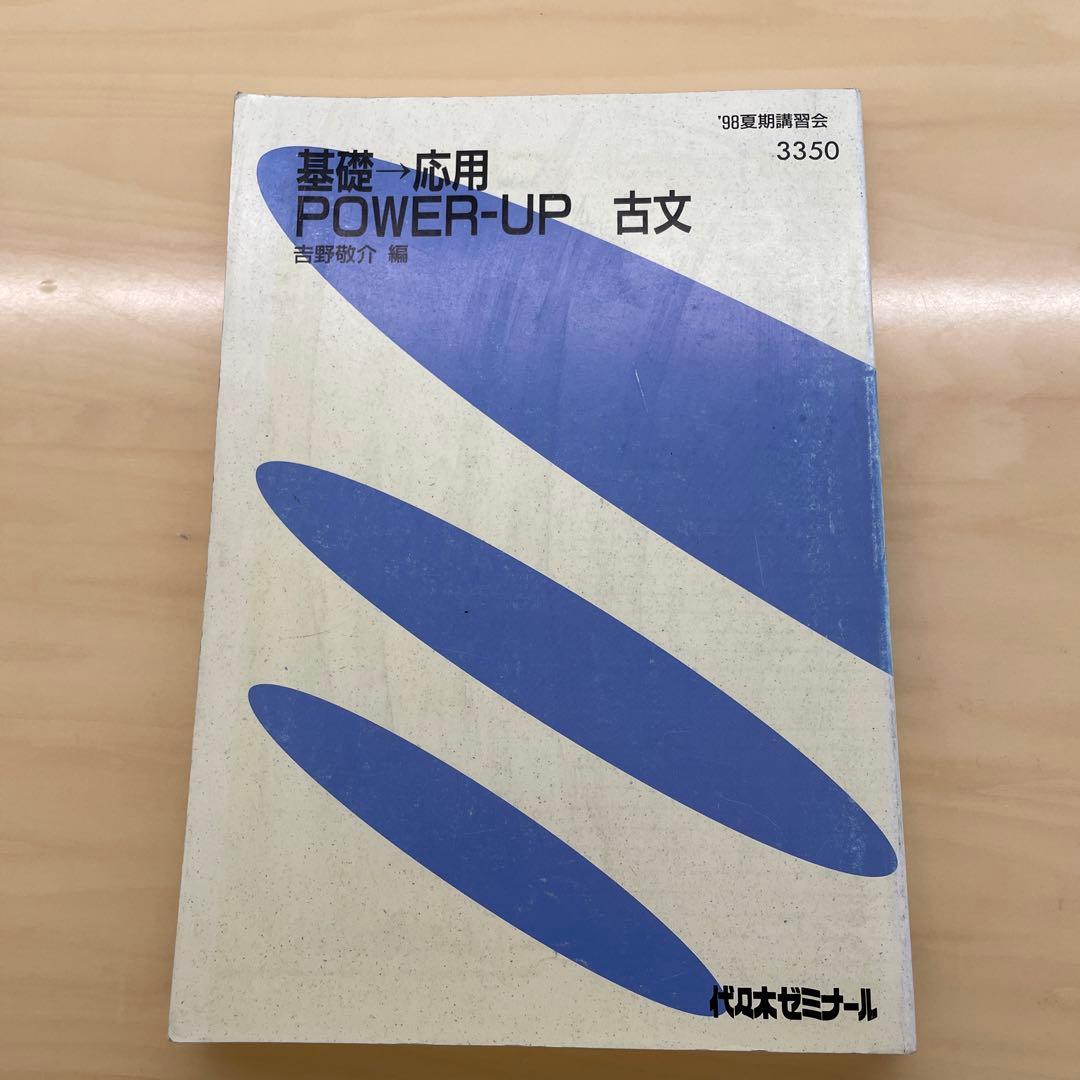 '98夏期講習会
3350
基礎→応用
POWER-UP 古文
吉野敬介 編
代々木ゼミナール